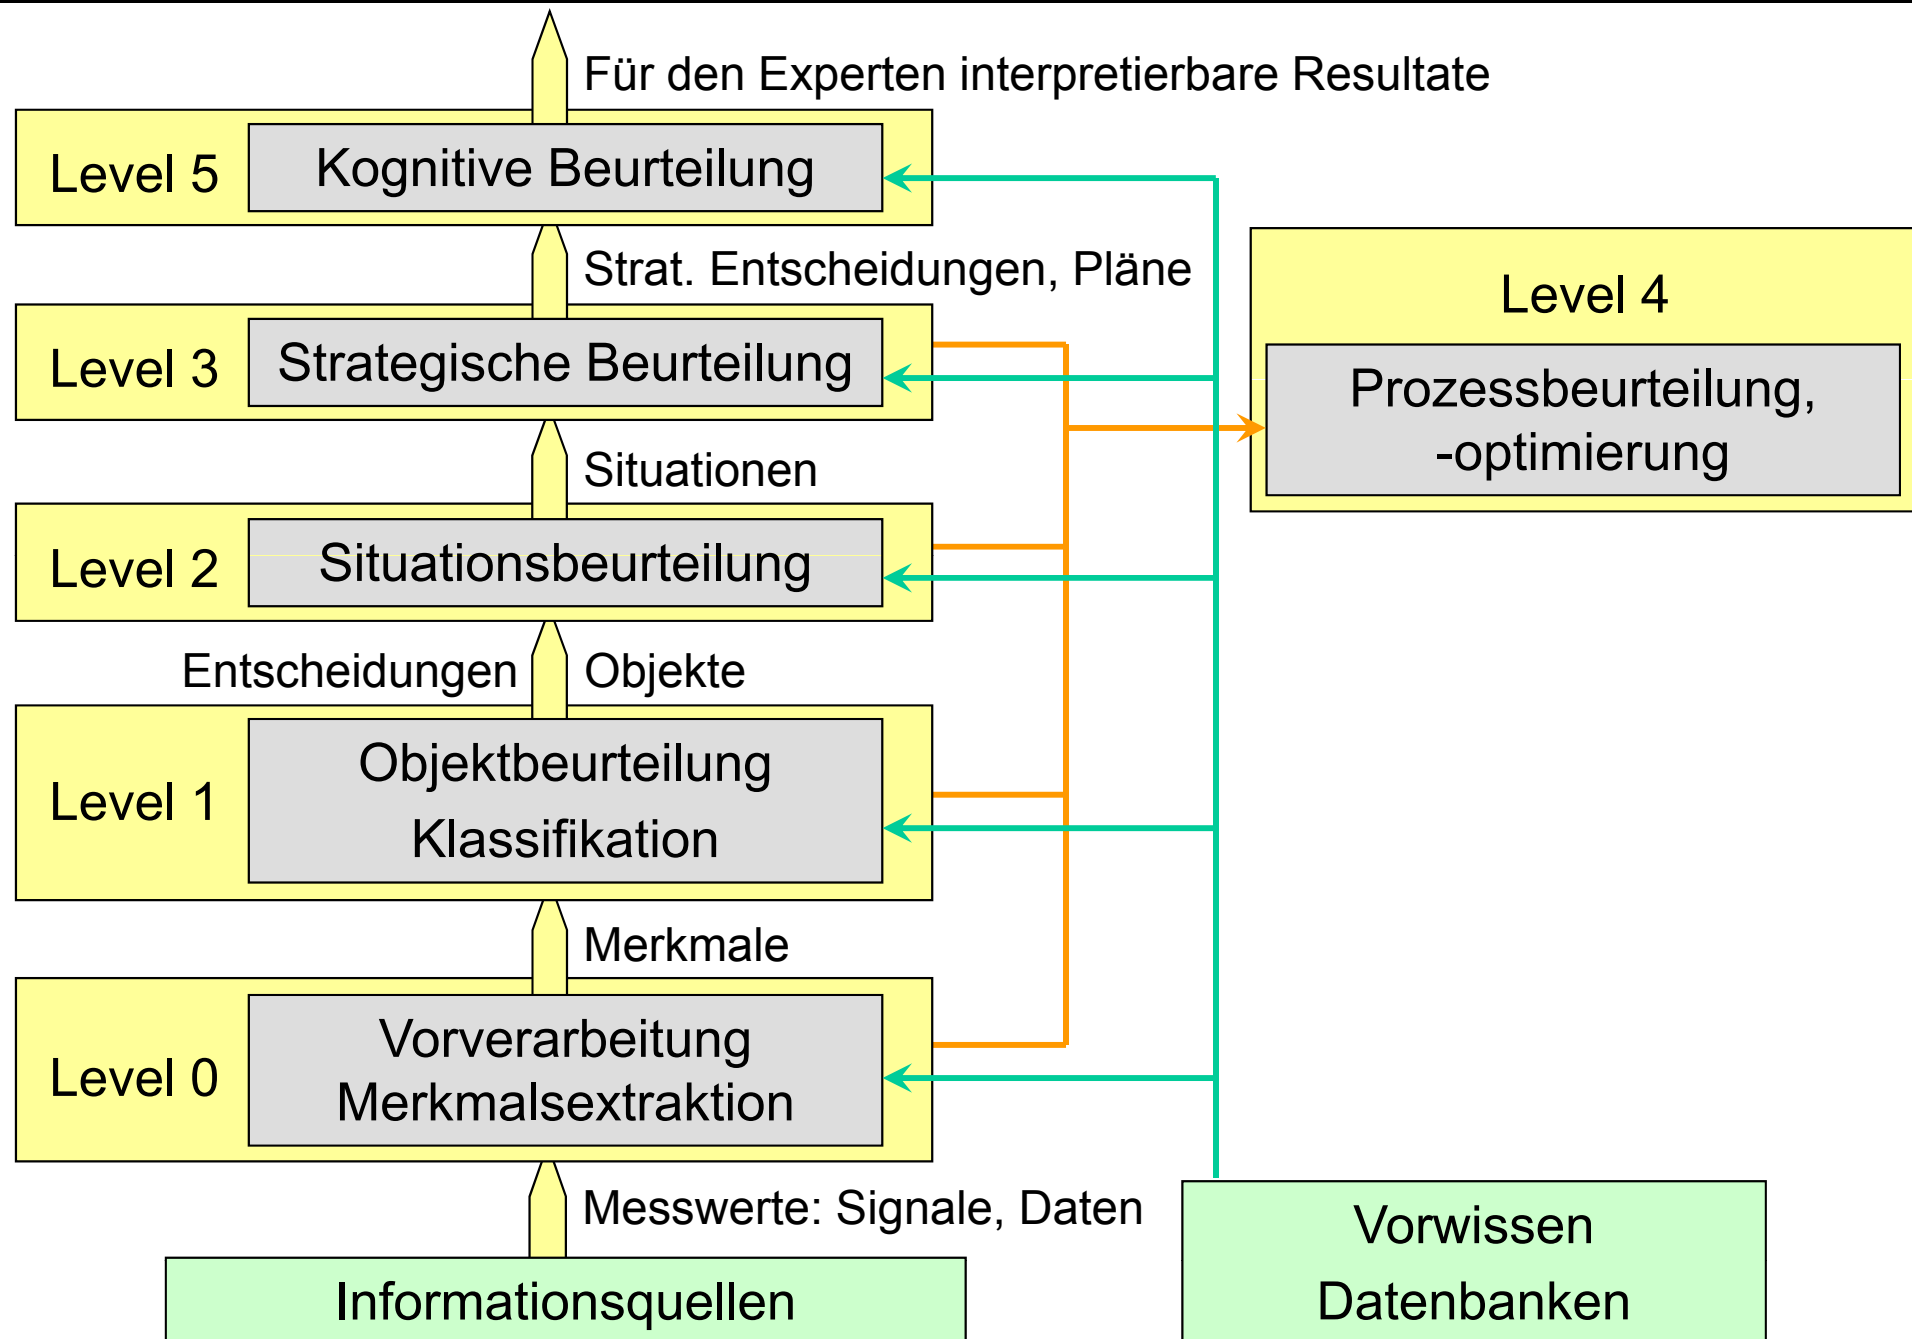 Für den Experten interpretierbare Resultate
Level 5
Kognitive Beurteilung
Strat. Entscheidungen, Pläne
Level 4
Prozessbeurteilung,
-optimierung
Level 3
Strategische Beurteilung
Situationen
Level 2
Situationsbeurteilung
Entscheidungen
Objekte
Level 1
Objektbeurteilung
Klassifikation
Merkmale
Level 0
Vorverarbeitung
Merkmalsextraktion
Messwerte: Signale, Daten
Informationsquellen
Vorwissen
Datenbanken